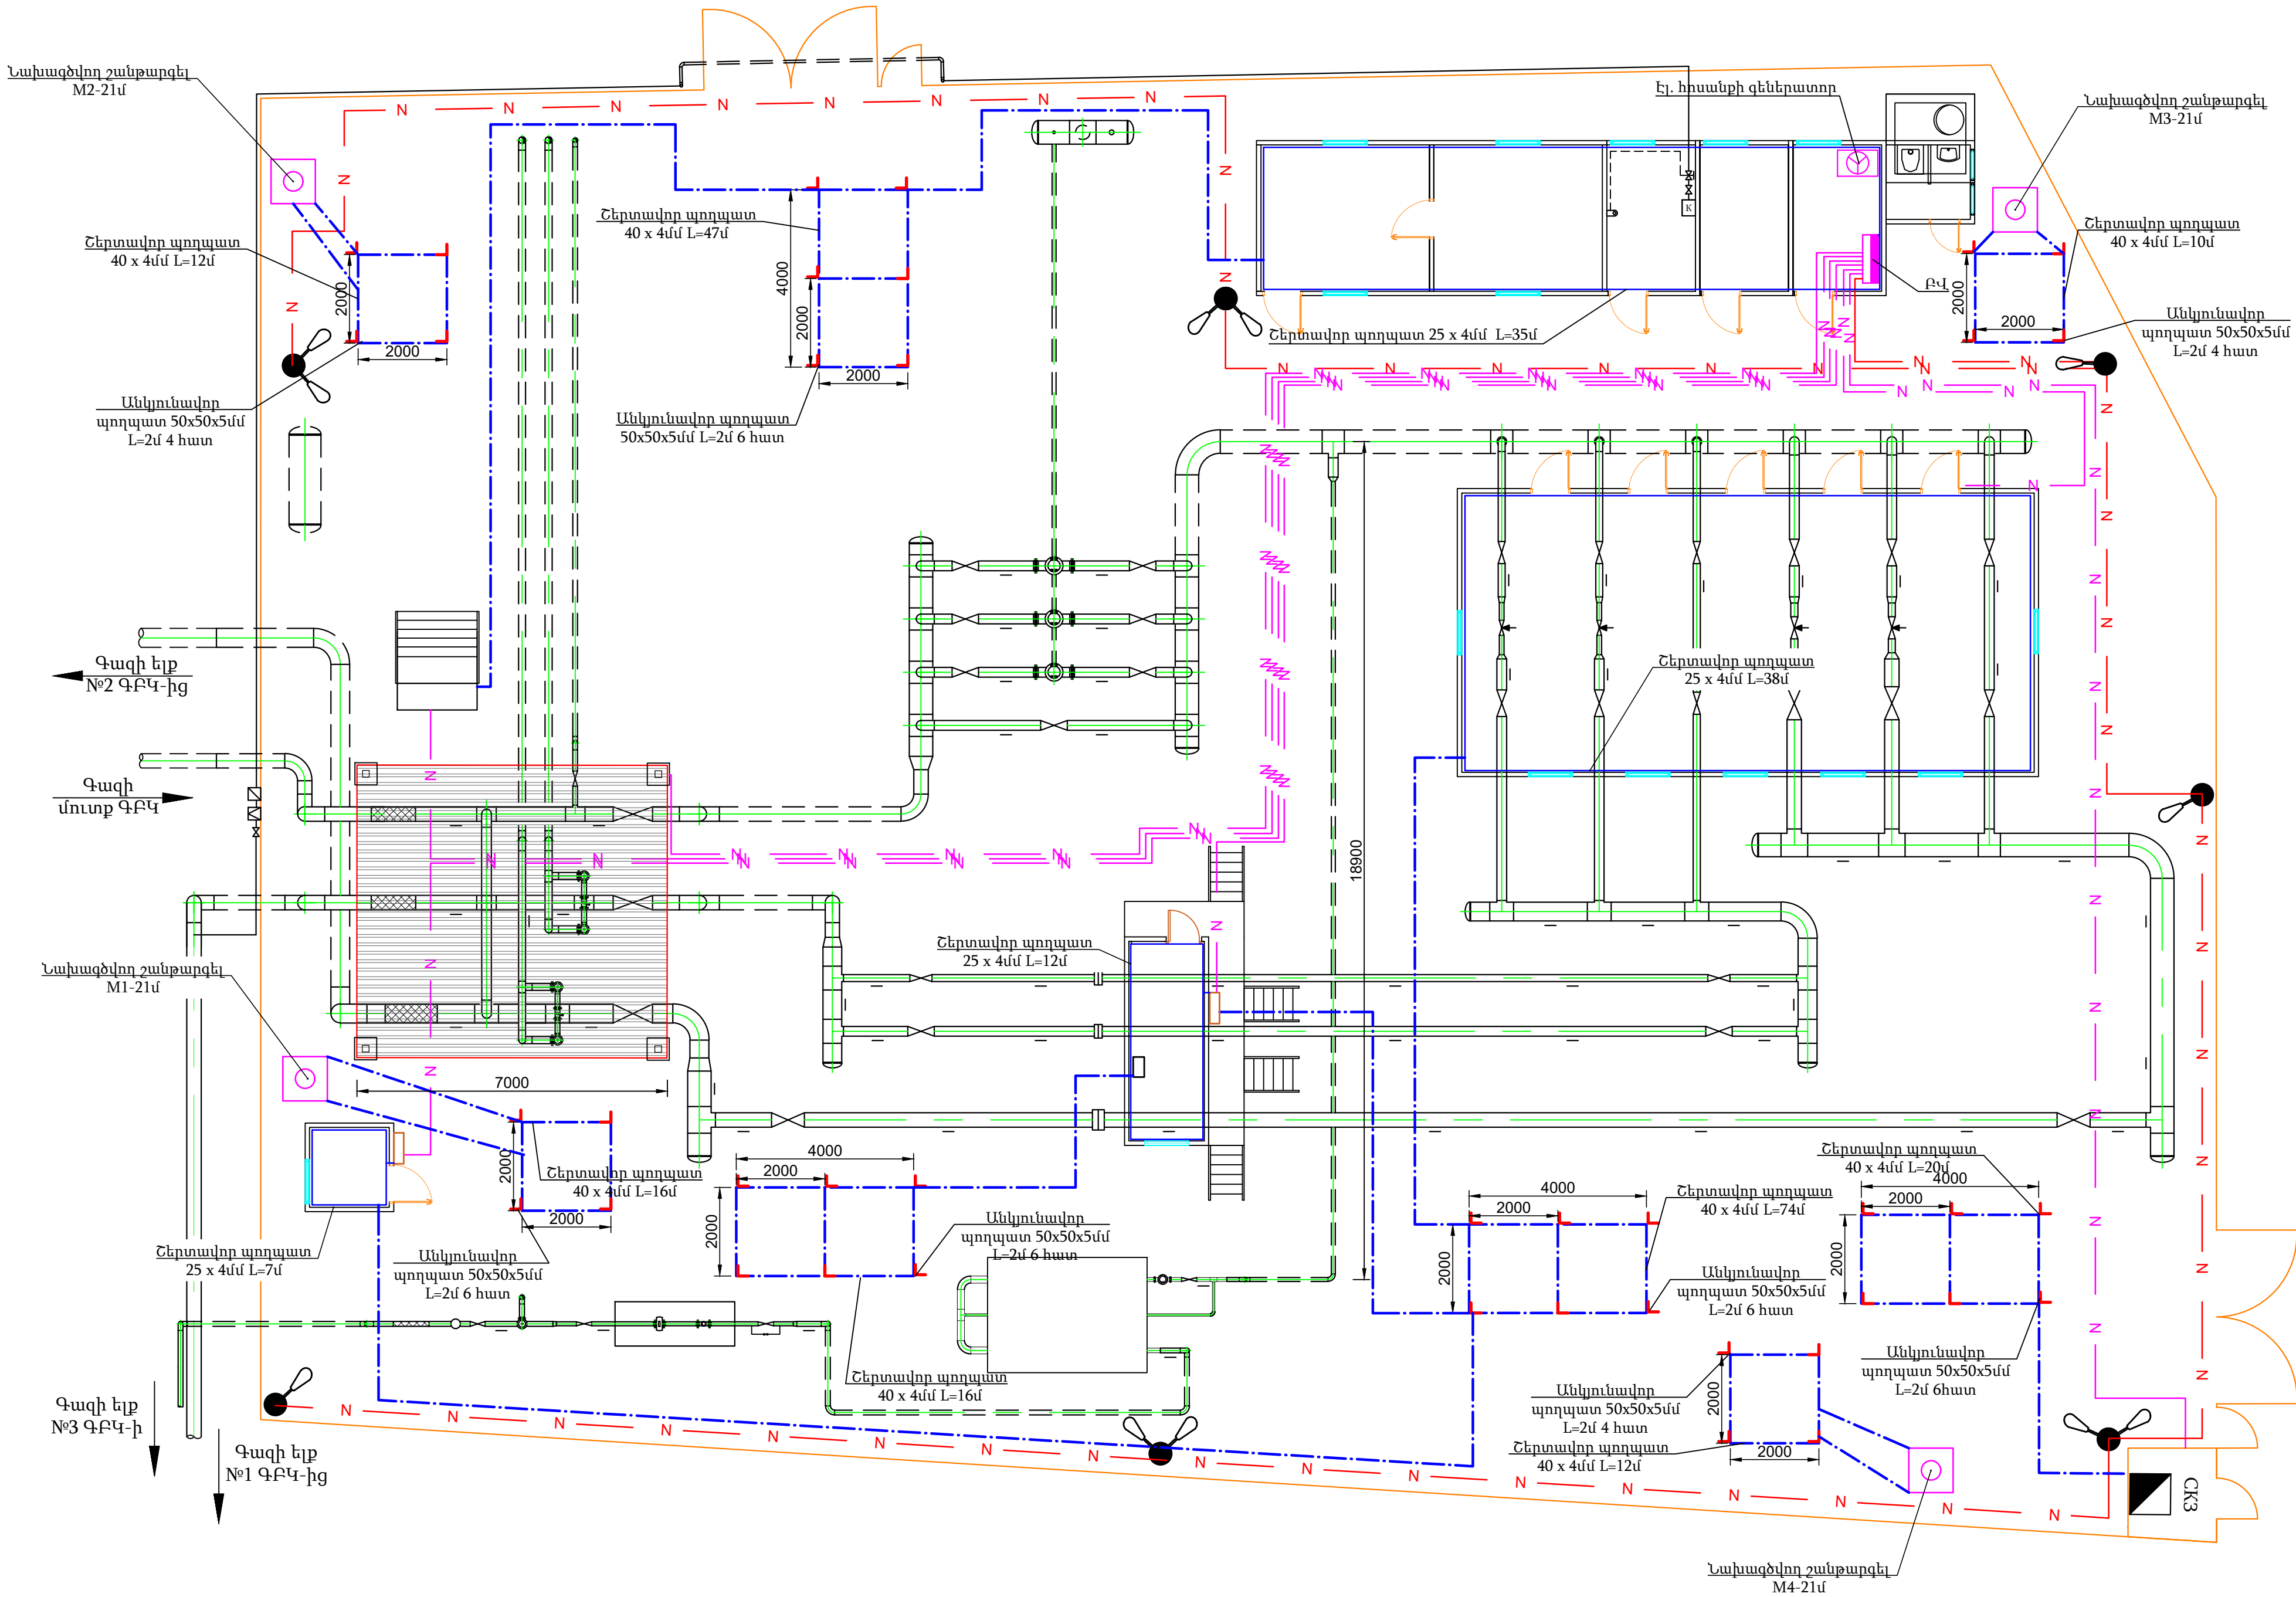 Նախագծվող շանթարգել
M2-21մ
Էլ. հոսանքի գեներատոր
Նախագծվող շանթարգել
M3-21մ
Շերտավոր պողպատ
40 x 4մմ L=12մ
2000
2000
Անկյունավոր
պողպատ 50x50x5մմ
L=2մ 4 հատ
Շերտավոր պողպատ
40 x 4մմ L=47մ
4000
2000
2000
Անկյունավոր պողպատ
50x50x5մմ L=2մ 6 հատ
K
ԲՎ
Շերտավոր պողպատ 25 x 4մմ L=35մ
Շերտավոր պողպատ
40 x 4մմ L=10մ
2000
2000
Անկյունավոր
պողպատ 50x50x5մմ
L=2մ 4 հատ
Գազի ելք
№2 ԳԲԿ-ից
Գազի
մուտք ԳԲԿ
Շերտավոր պողպատ
25 x 4մմ L=38մ
18900
Նախագծվող շանթարգել
M1-21մ
Շերտավոր պողպատ
25 x 4մմ L=12մ
7000
2000
Շերտավոր պողպատ
40 x 4մմ L=16մ
2000
Շերտավոր պողպատ
25 x 4մմ L=7մ
Անկյունավոր
պողպատ 50x50x5մմ
L=2մ 6 հատ
4000
2000
2000
Անկյունավոր
պողպատ 50x50x5մմ
L=2մ 6 հատ
Շերտավոր պողպատ
40 x 4մմ L=16մ
4000
2000
2000
Շերտավոր պողպատ
40 x 4մմ L=74մ
Անկյունավոր
պողպատ 50x50x5մմ
L=2մ 6 հատ
Շերտավոր պողպատ
40 x 4մմ L=20մ
4000
2000
2000
Անկյունավոր
պողպատ 50x50x5մմ
L=2մ 6հատ
Անկյունավոր
պողպատ 50x50x5մմ
L=2մ 4 հատ
2000
2000
Շերտավոր պողպատ
40 x 4մմ L=12մ
Գազի ելք
№3 ԳԲԿ-ի
Գազի ելք
№1 ԳԲԿ-ից
СКЗ
Նախագծվող շանթարգել
M4-21մ